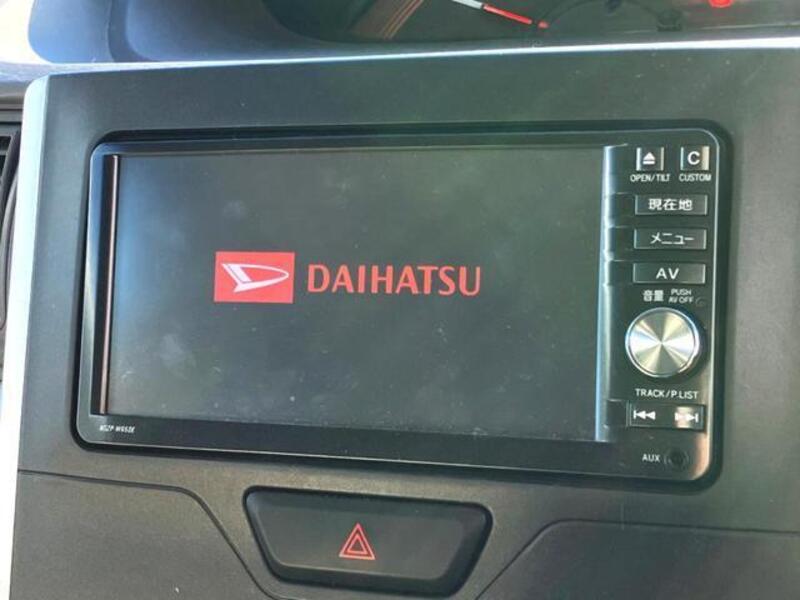 OPEN/TILT
C
CUSTOM
現在地
メニュー
AV
DAIHATSU
音量
PUSH
AV OFF
TRACK/P.LIST
AUX